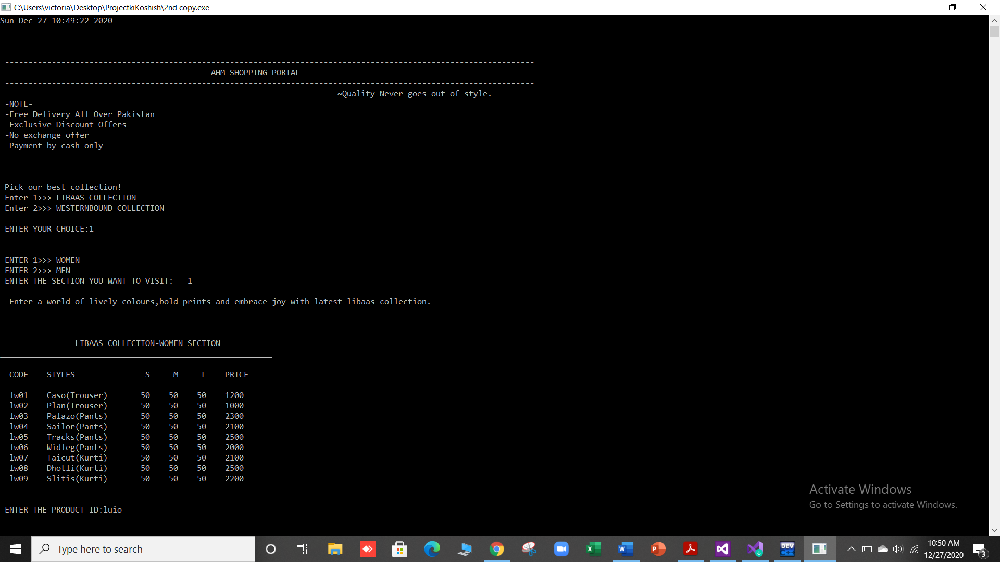 C:\Users\victoria\Desktop\ProjectkiKoshish\2nd copy.exe
Sun Dec 27 10:49:22 2020
-----------------------------------------------------------------------------------------------------------------
AHM SHOPPING PORTAL
-----------------------------------------------------------------------------------------------------------------
~Quality Never goes out of style.
-NOTE-
-Free Delivery All Over Pakistan
-Exclusive Discount Offers
-No exchange offer
-Payment by cash only
Pick our best collection!
Enter 1>>> LIBAAS COLLECTION
Enter 2>>> WESTERNBOUND COLLECTION
ENTER YOUR CHOICE:1
ENTER 1>>> WOMEN
ENTER 2>>> MEN
ENTER THE SECTION YOU WANT TO VISIT:   1
Enter a world of lively colours,bold prints and embrace joy with latest libaas collection.
LIBAAS COLLECTION-WOMEN SECTION
CODE    STYLES               S     M     L    PRICE
lw01    Caso(Trouser)       50    50    50    1200
lw02    Plan(Trouser)       50    50    50    1000
lw03    Palazo(Pants)       50    50    50    2300
lw04    Sailor(Pants)       50    50    50    2100
lw05    Tracks(Pants)       50    50    50    2500
lw06    Widleg(Pants)       50    50    50    2000
lw07    Taicut(Kurti)       50    50    50    2100
lw08    Dhotli(Kurti)       50    50    50    2500
lw09    Slitis(Kurti)       50    50    50    2200
ENTER THE PRODUCT ID:luio
----------
Activate Windows
Go to Settings to activate Windows.
Type here to search
X
W
P
DEV
C++
10:50 AM
12/27/2020
3